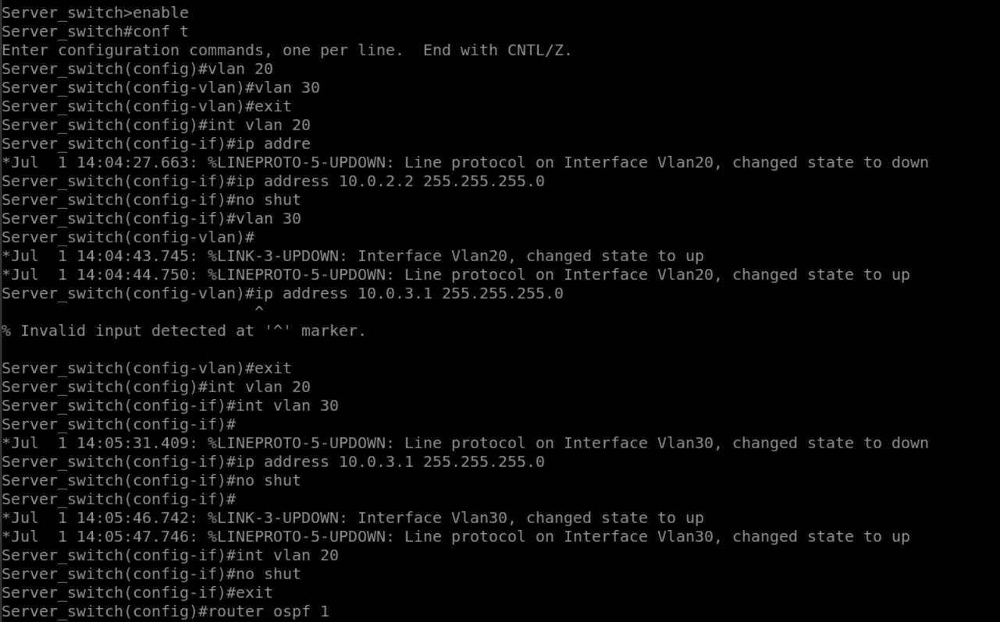 Server_switch>enable
Server_switch#conf t
Enter configuration commands, one per line.  End with CNTL/Z.
Server_switch(config)#vlan 20
Server_switch(config-vlan)#vlan 30
Server_switch(config-vlan)#exit
Server_switch(config)#int vlan 20
Server_switch(config-if)#ip addre
*Jul  1 14:04:27.663: %LINEPROTO-5-UPDOWN: Line protocol on Interface Vlan20, changed state to down
Server_switch(config-if)#ip address 10.0.2.2 255.255.255.0
Server_switch(config-if)#no shut
Server_switch(config-if)#vlan 30
Server_switch(config-vlan)#
*Jul  1 14:04:43.745: %LINK-3-UPDOWN: Interface Vlan20, changed state to up
*Jul  1 14:04:44.750: %LINEPROTO-5-UPDOWN: Line protocol on Interface Vlan20, changed state to up
Server_switch(config-vlan)#ip address 10.0.3.1 255.255.255.0
                           ^
% Invalid input detected at '^' marker.

Server_switch(config-vlan)#exit
Server_switch(config)#int vlan 20
Server_switch(config-if)#int vlan 30
Server_switch(config-if)#
*Jul  1 14:05:31.409: %LINEPROTO-5-UPDOWN: Line protocol on Interface Vlan30, changed state to down
Server_switch(config-if)#ip address 10.0.3.1 255.255.255.0
Server_switch(config-if)#no shut
Server_switch(config-if)#
*Jul  1 14:05:46.742: %LINK-3-UPDOWN: Interface Vlan30, changed state to up
*Jul  1 14:05:47.746: %LINEPROTO-5-UPDOWN: Line protocol on Interface Vlan30, changed state to up
Server_switch(config-if)#int vlan 20
Server_switch(config-if)#no shut
Server_switch(config-if)#exit
Server_switch(config)#router ospf 1